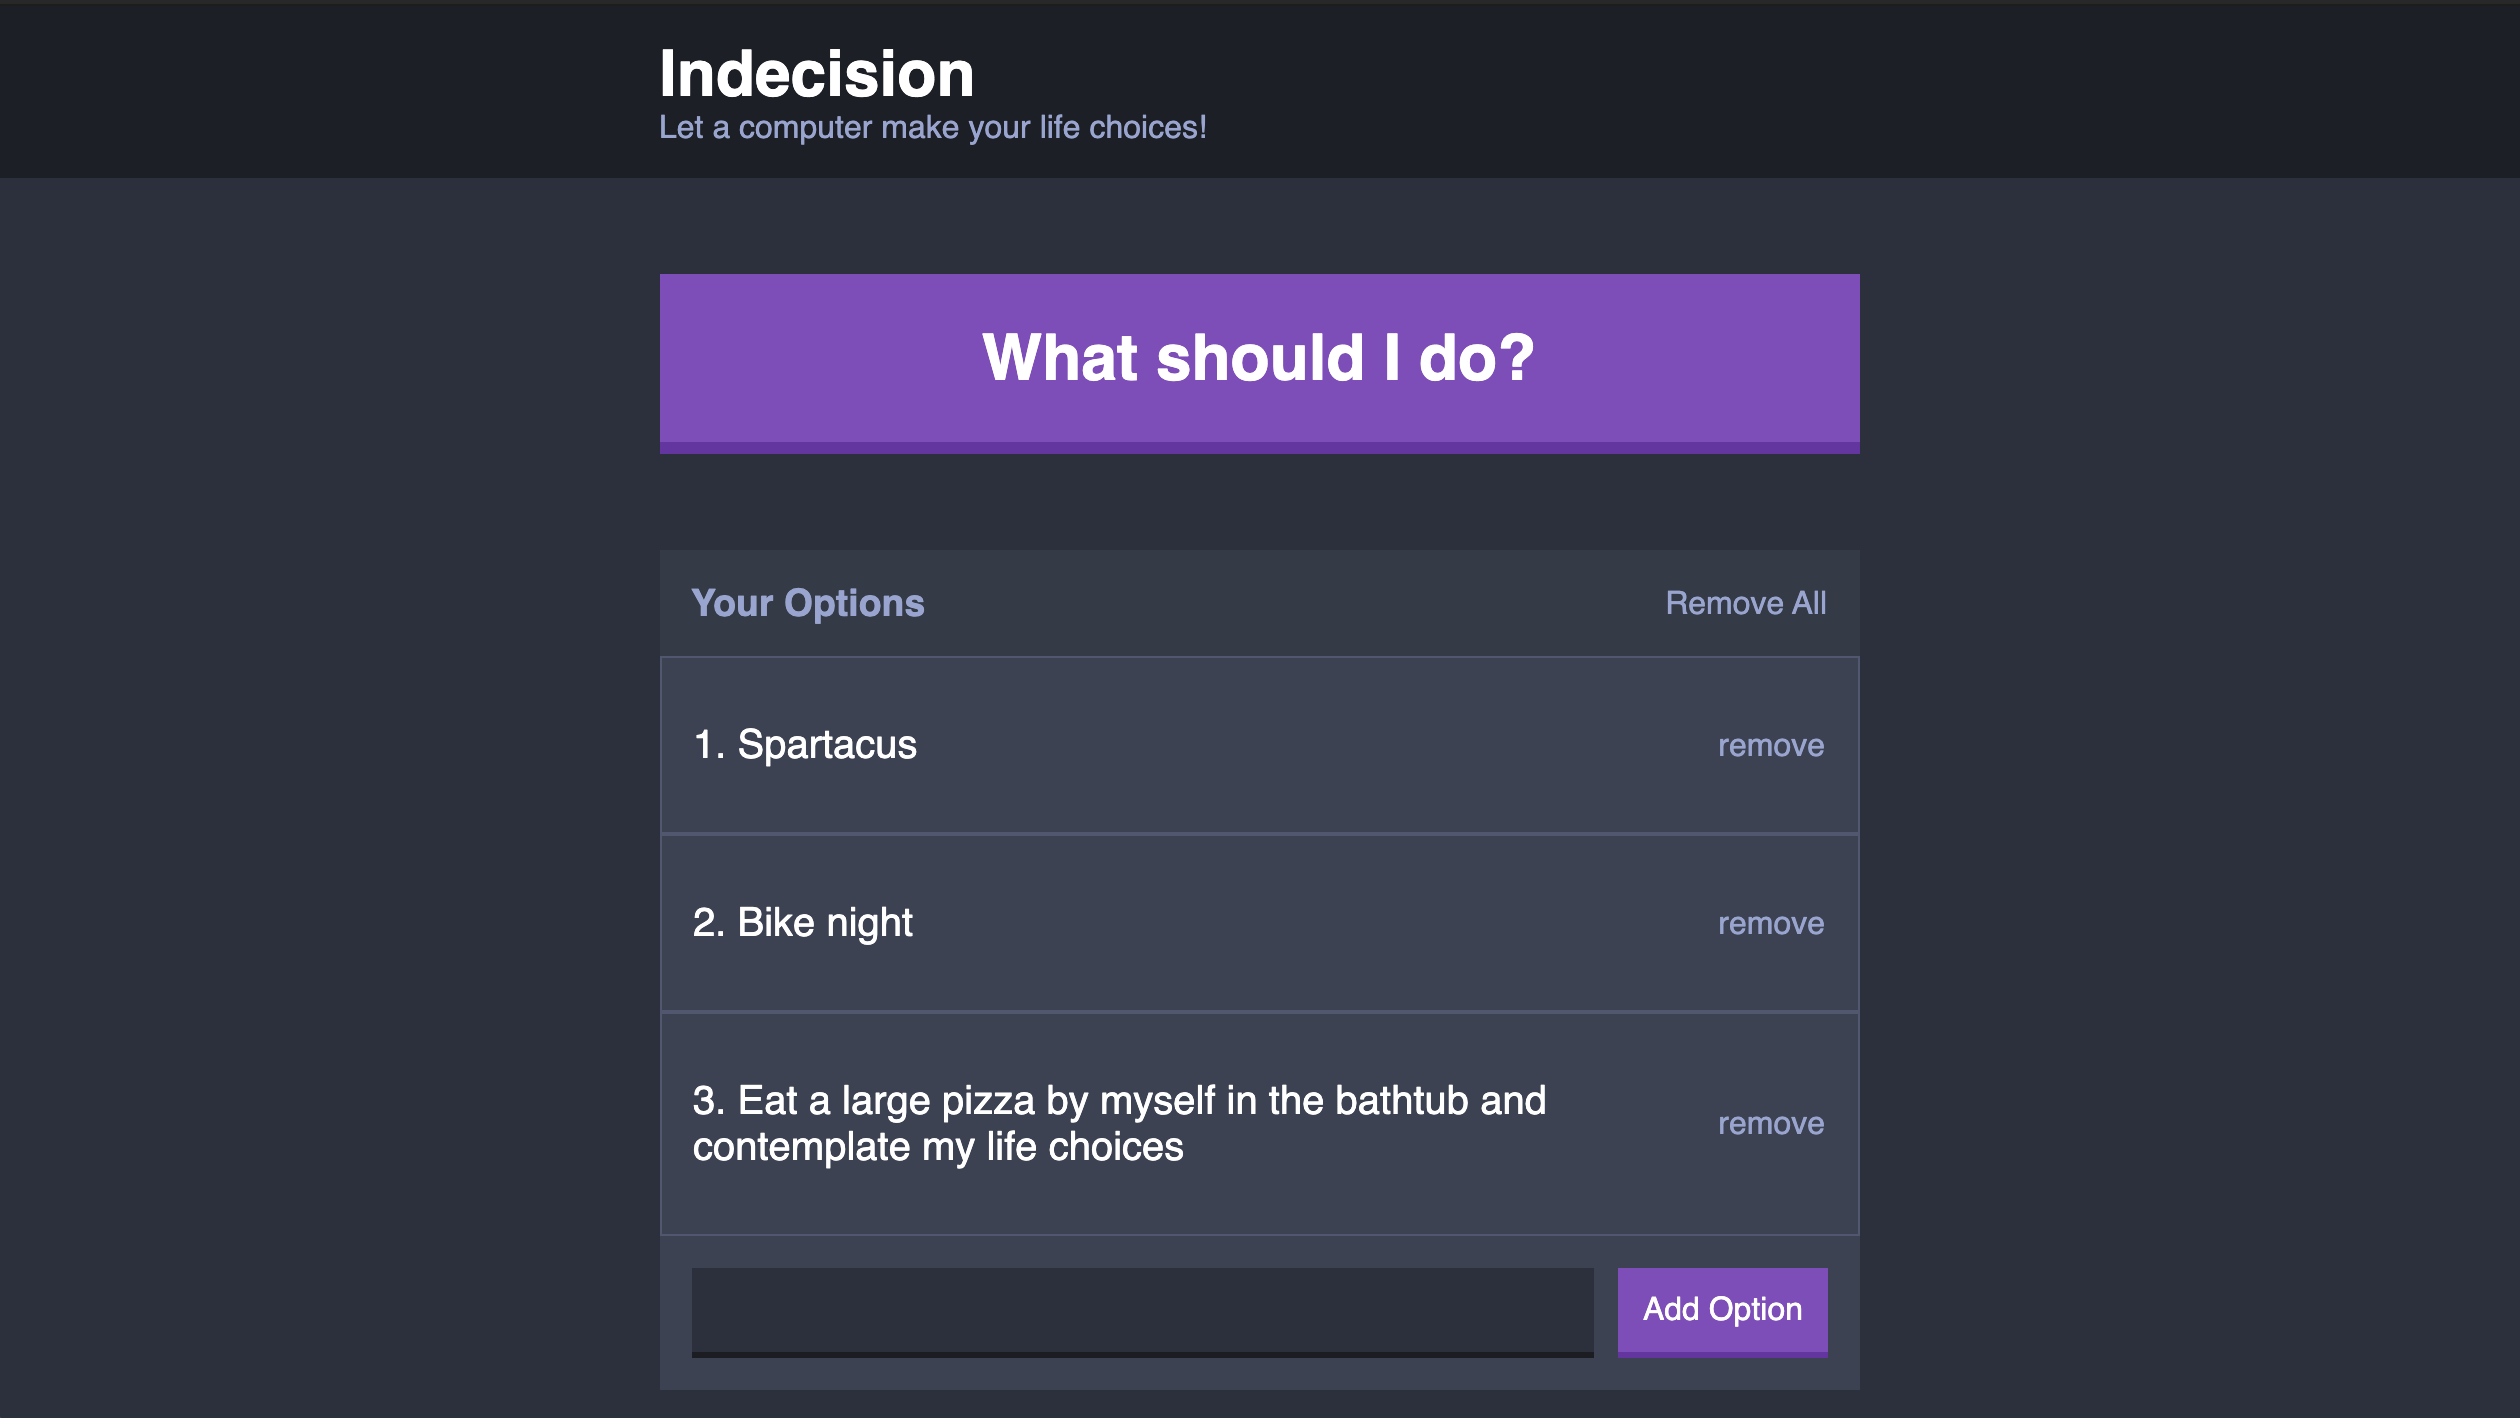 Indecision
Let a computer make your life choices!
What should I do?
Your Options
Remove All
1. Spartacus
remove
2. Bike night
remove
3. Eat a large pizza by myself in the bathtub and
contemplate my life choices
remove
Add Option